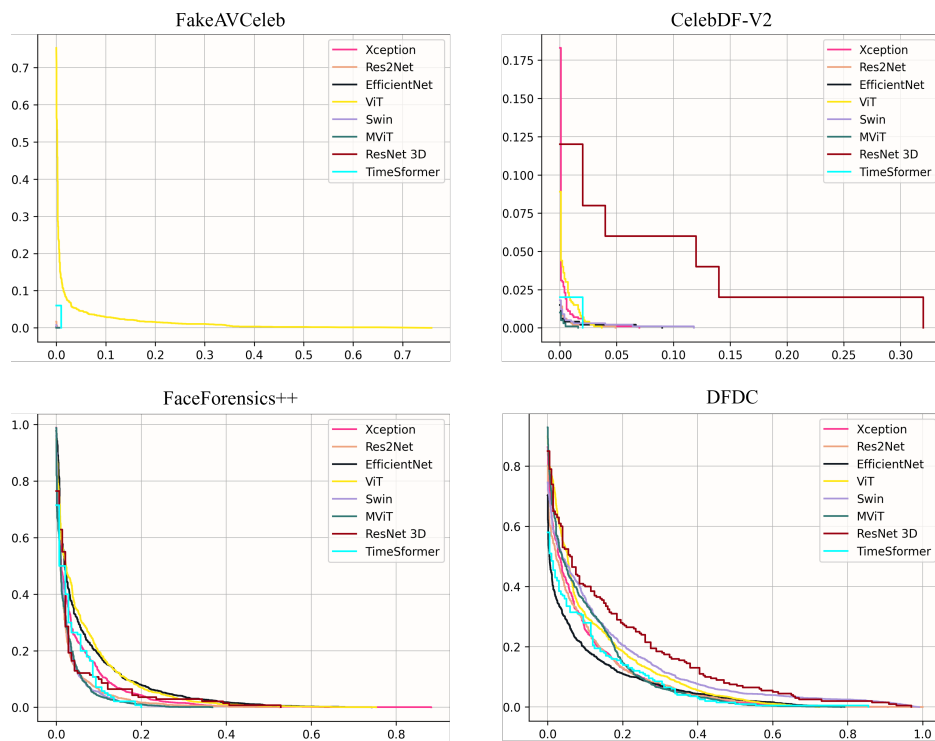 FakeAVCeleb
0.7
0.6
0.5
0.4
0.3
0.2
0.1
0.0
0.0 0.1 0.2 0.3 0.4 0.5 0.6 0.7
Xception
Res2Net
EfficientNet
ViT
Swin
MViT
ResNet 3D
TimeSformer
CelebDF-V2
0.175
0.150
0.125
0.100
0.075
0.050
0.025
0.000
0.00 0.05 0.10 0.15 0.20 0.25 0.30
Xception
Res2Net
EfficientNet
ViT
Swin
MViT
ResNet 3D
TimeSformer
FaceForensics++
1.0
0.8
0.6
0.4
0.2
0.0
0.0 0.2 0.4 0.6 0.8
Xception
Res2Net
EfficientNet
ViT
Swin
MViT
ResNet 3D
TimeSformer
DFDC
0.8
0.6
0.4
0.2
0.0
0.0 0.2 0.4 0.6 0.8 1.0
Xception
Res2Net
EfficientNet
ViT
Swin
MViT
ResNet 3D
TimeSformer